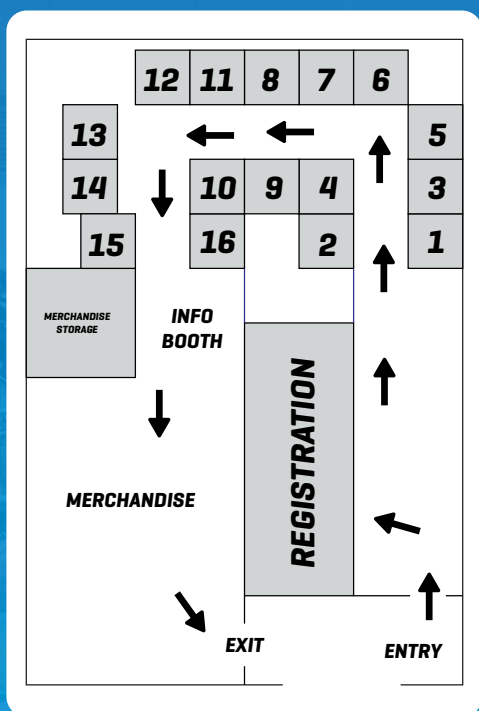 12 11 8 7 6
13
5
14
10 9 4
3
15
16
2
1
MERCHANDISE
STORAGE
INFO
BOOTH
REGISTRATION
MERCHANDISE
EXIT
ENTRY